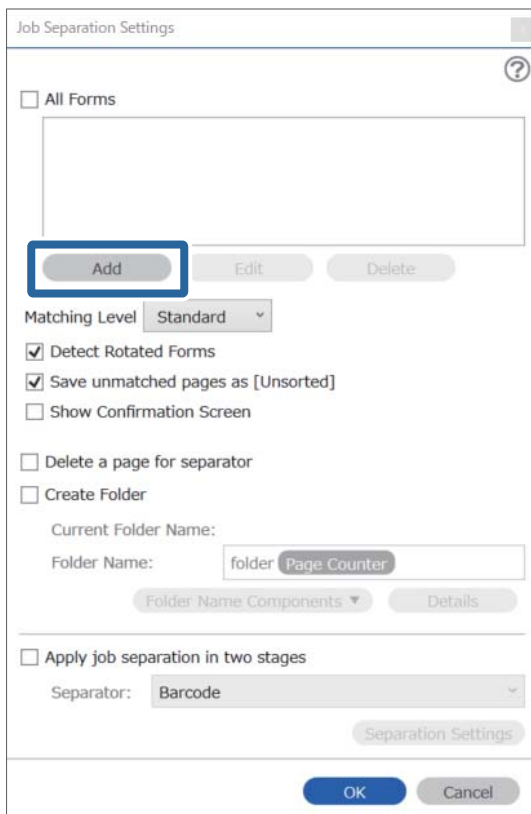 Job Separation Settings
?
All Forms
Add Edit Delete
Matching Level Standard
Detect Rotated Forms
Save unmatched pages as [Unsorted]
Show Confirmation Screen
Delete a page for separator
Create Folder
Current Folder Name:
Folder Name: folder Page Counter
Folder Name Components ▼ Details
Apply job separation in two stages
Separator: Barcode
Separation Settings
OK Cancel